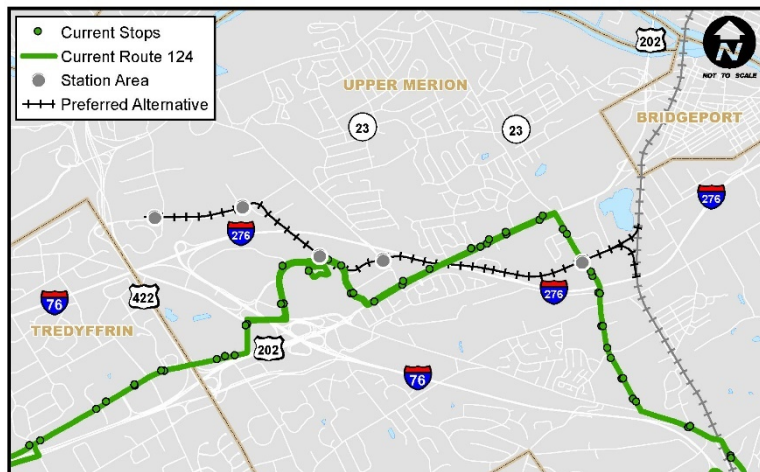 Current Stops
Current Route 124
Station Area
Preferred Alternative
202
N
NOT TO SCALE
UPPER MERION
23
23
BRIDGEPORT
276
276
422
76
276
TREDYFFRIN
202
76